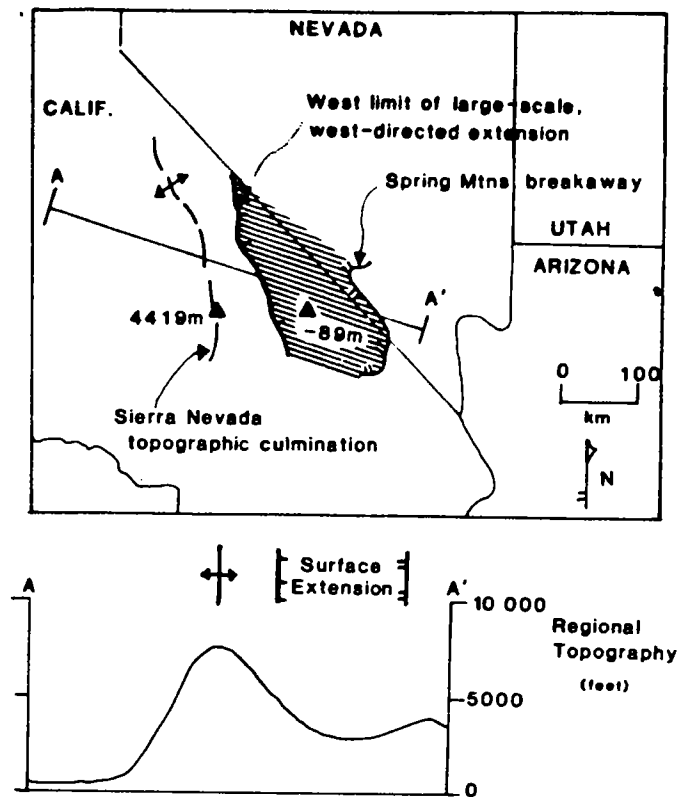 NEVADA
CALIF.
West limit of large-scale,
west-directed extension
A
Spring Mtns breakaway
UTAH
ARIZONA
A'
4419m
-89m
0 100
km
N
Sierra Nevada
topographic culmination
Surface
Extension
A
A'
10 000
Regional
Topography
(feet)
5000
0